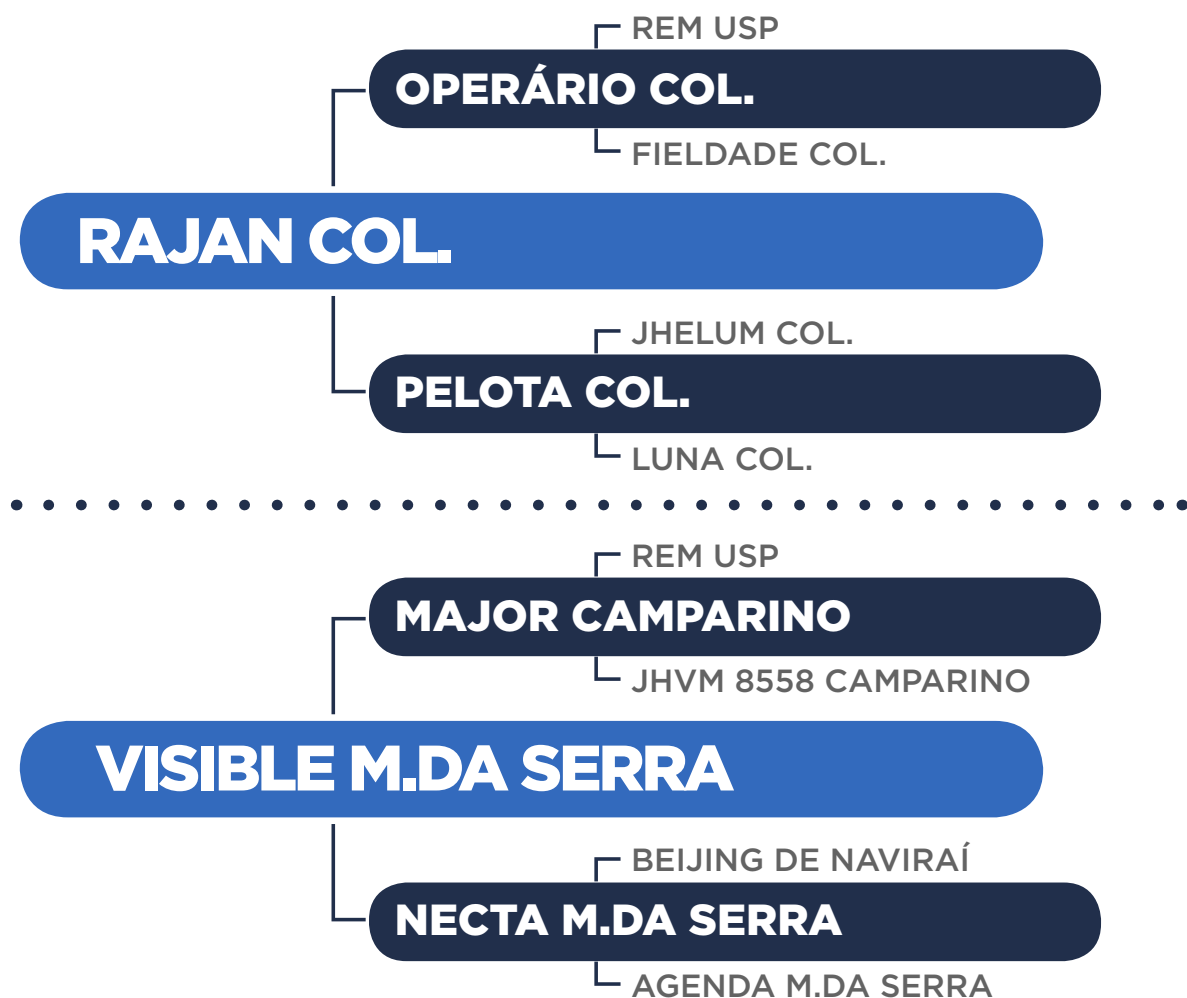 REM USP
OPERÁRIO COL.
FIELDADE COL.
RAJAN COL.
JHELUM COL.
PELOTA COL.
LUNA COL.
REM USP
MAJOR CAMPARINO
JHVM 8558 CAMPARINO
VISIBLE M.DA SERRA
BEIJING DE NAVIRAÍ
NECTA M.DA SERRA
AGENDA M.DA SERRA